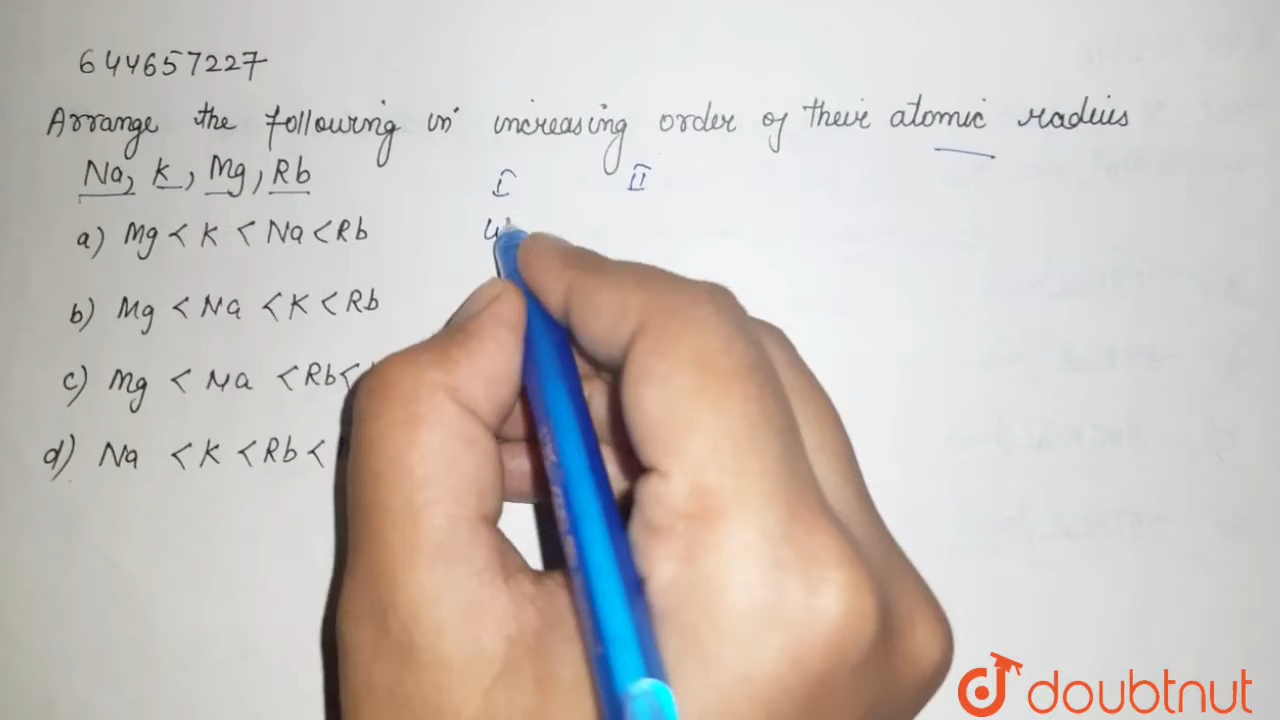 644657227
Arrange the following in increasing order of their atomic radius
Na, K, Mg, Rb
I II
a) Mg < K < Na < Rb
b) Mg < Na < K < Rb
c) Mg < Na < Rb <
d) Na < K < Rb <
doubtnut